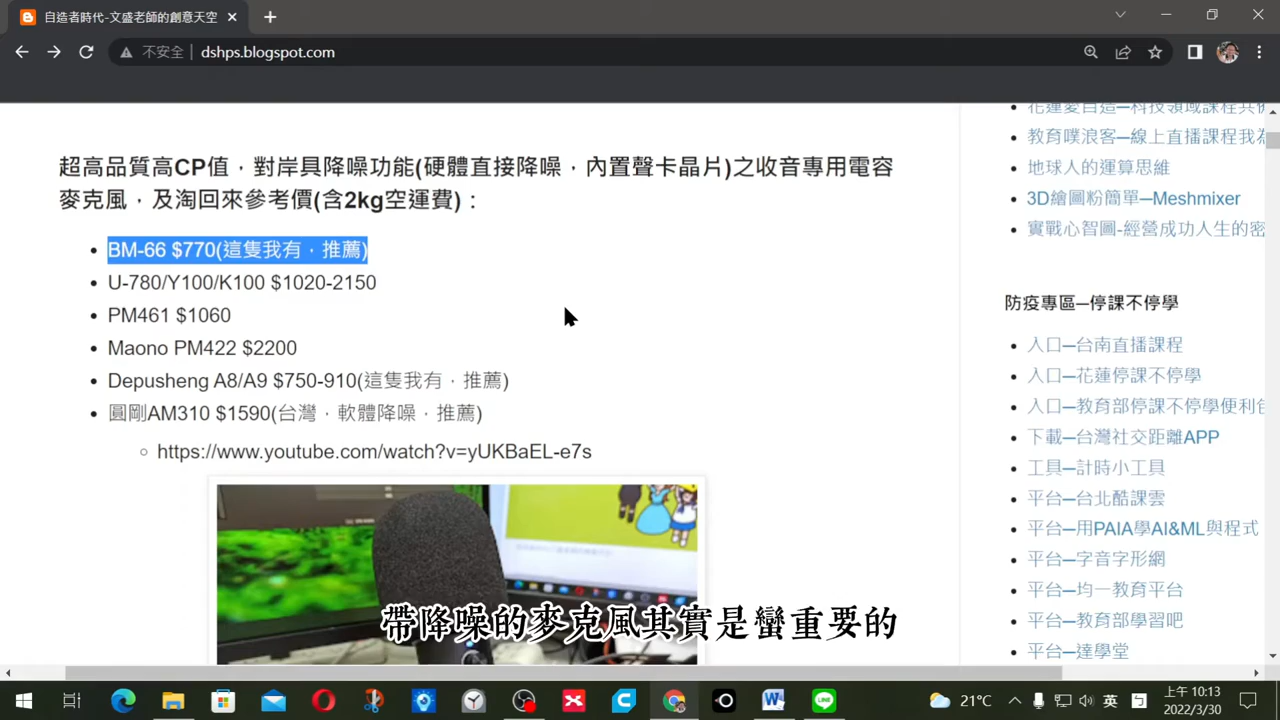 自造者時代-文盛老師的創意天空
不安全
dshps.blogspot.com
超高品質高CP值，對岸具降噪功能(硬體直接降噪，內置聲卡晶片)之收音專用電容
麥克風，及淘回來參考價(含2kg空運費)：
BM-66 $770(這隻我有，推薦)
U-780/Y100/K100 $1020-2150
PM461 $1060
Maono PM422 $2200
Depusheng A8/A9 $750-910(這隻我有，推薦)
圓剛AM310 $1590(台灣，軟體降噪，推薦)
https://www.youtube.com/watch?v=yUKBaEL-e7s
教育噗浪客—線上直播課程我為
地球人的運算思維
3D繪圖粉簡單—Meshmixer
實戰心智圖-經營成功人生的密
防疫專區—停課不停學
入口—台南直播課程
入口—花蓮停課不停學
入口—教育部停課不停學便利包
下載—台灣社交距離APP
工具—計時小工具
平台—台北酷課雲
平台—用PAIA學AI&ML與程式
平台—字音字形網
平台—均一教育平台
平台—教育部學習吧
平台—達學堂
帶降噪的麥克風其實是蠻重要的
21°C
英
上午 10:13
2022/3/30